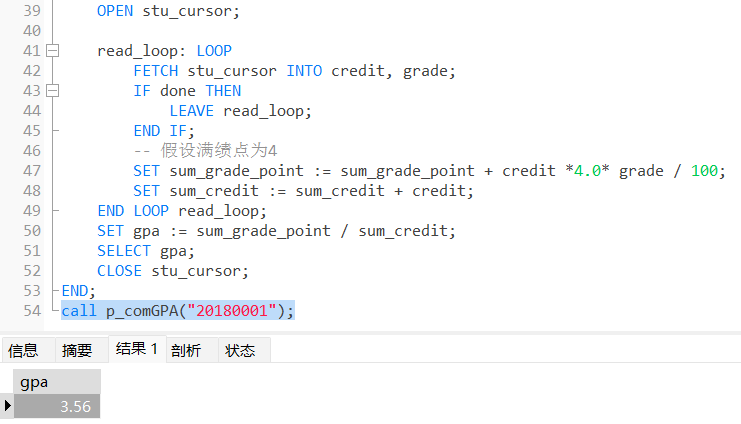 39 OPEN stu_cursor;
40
41 read_loop: LOOP
42 FETCH stu_cursor INTO credit, grade;
43 IF done THEN
44 LEAVE read_loop;
45 END IF;
46 -- 假设满绩点为4
47 SET sum_grade_point := sum_grade_point + credit *4.0* grade / 100;
48 SET sum_credit := sum_credit + credit;
49 END LOOP read_loop;
50 SET gpa := sum_grade_point / sum_credit;
51 SELECT gpa;
52 CLOSE stu_cursor;
53 END;
54 call p_comGPA("20180001");
信息 摘要 结果 1 剖析 状态
gpa
3.56